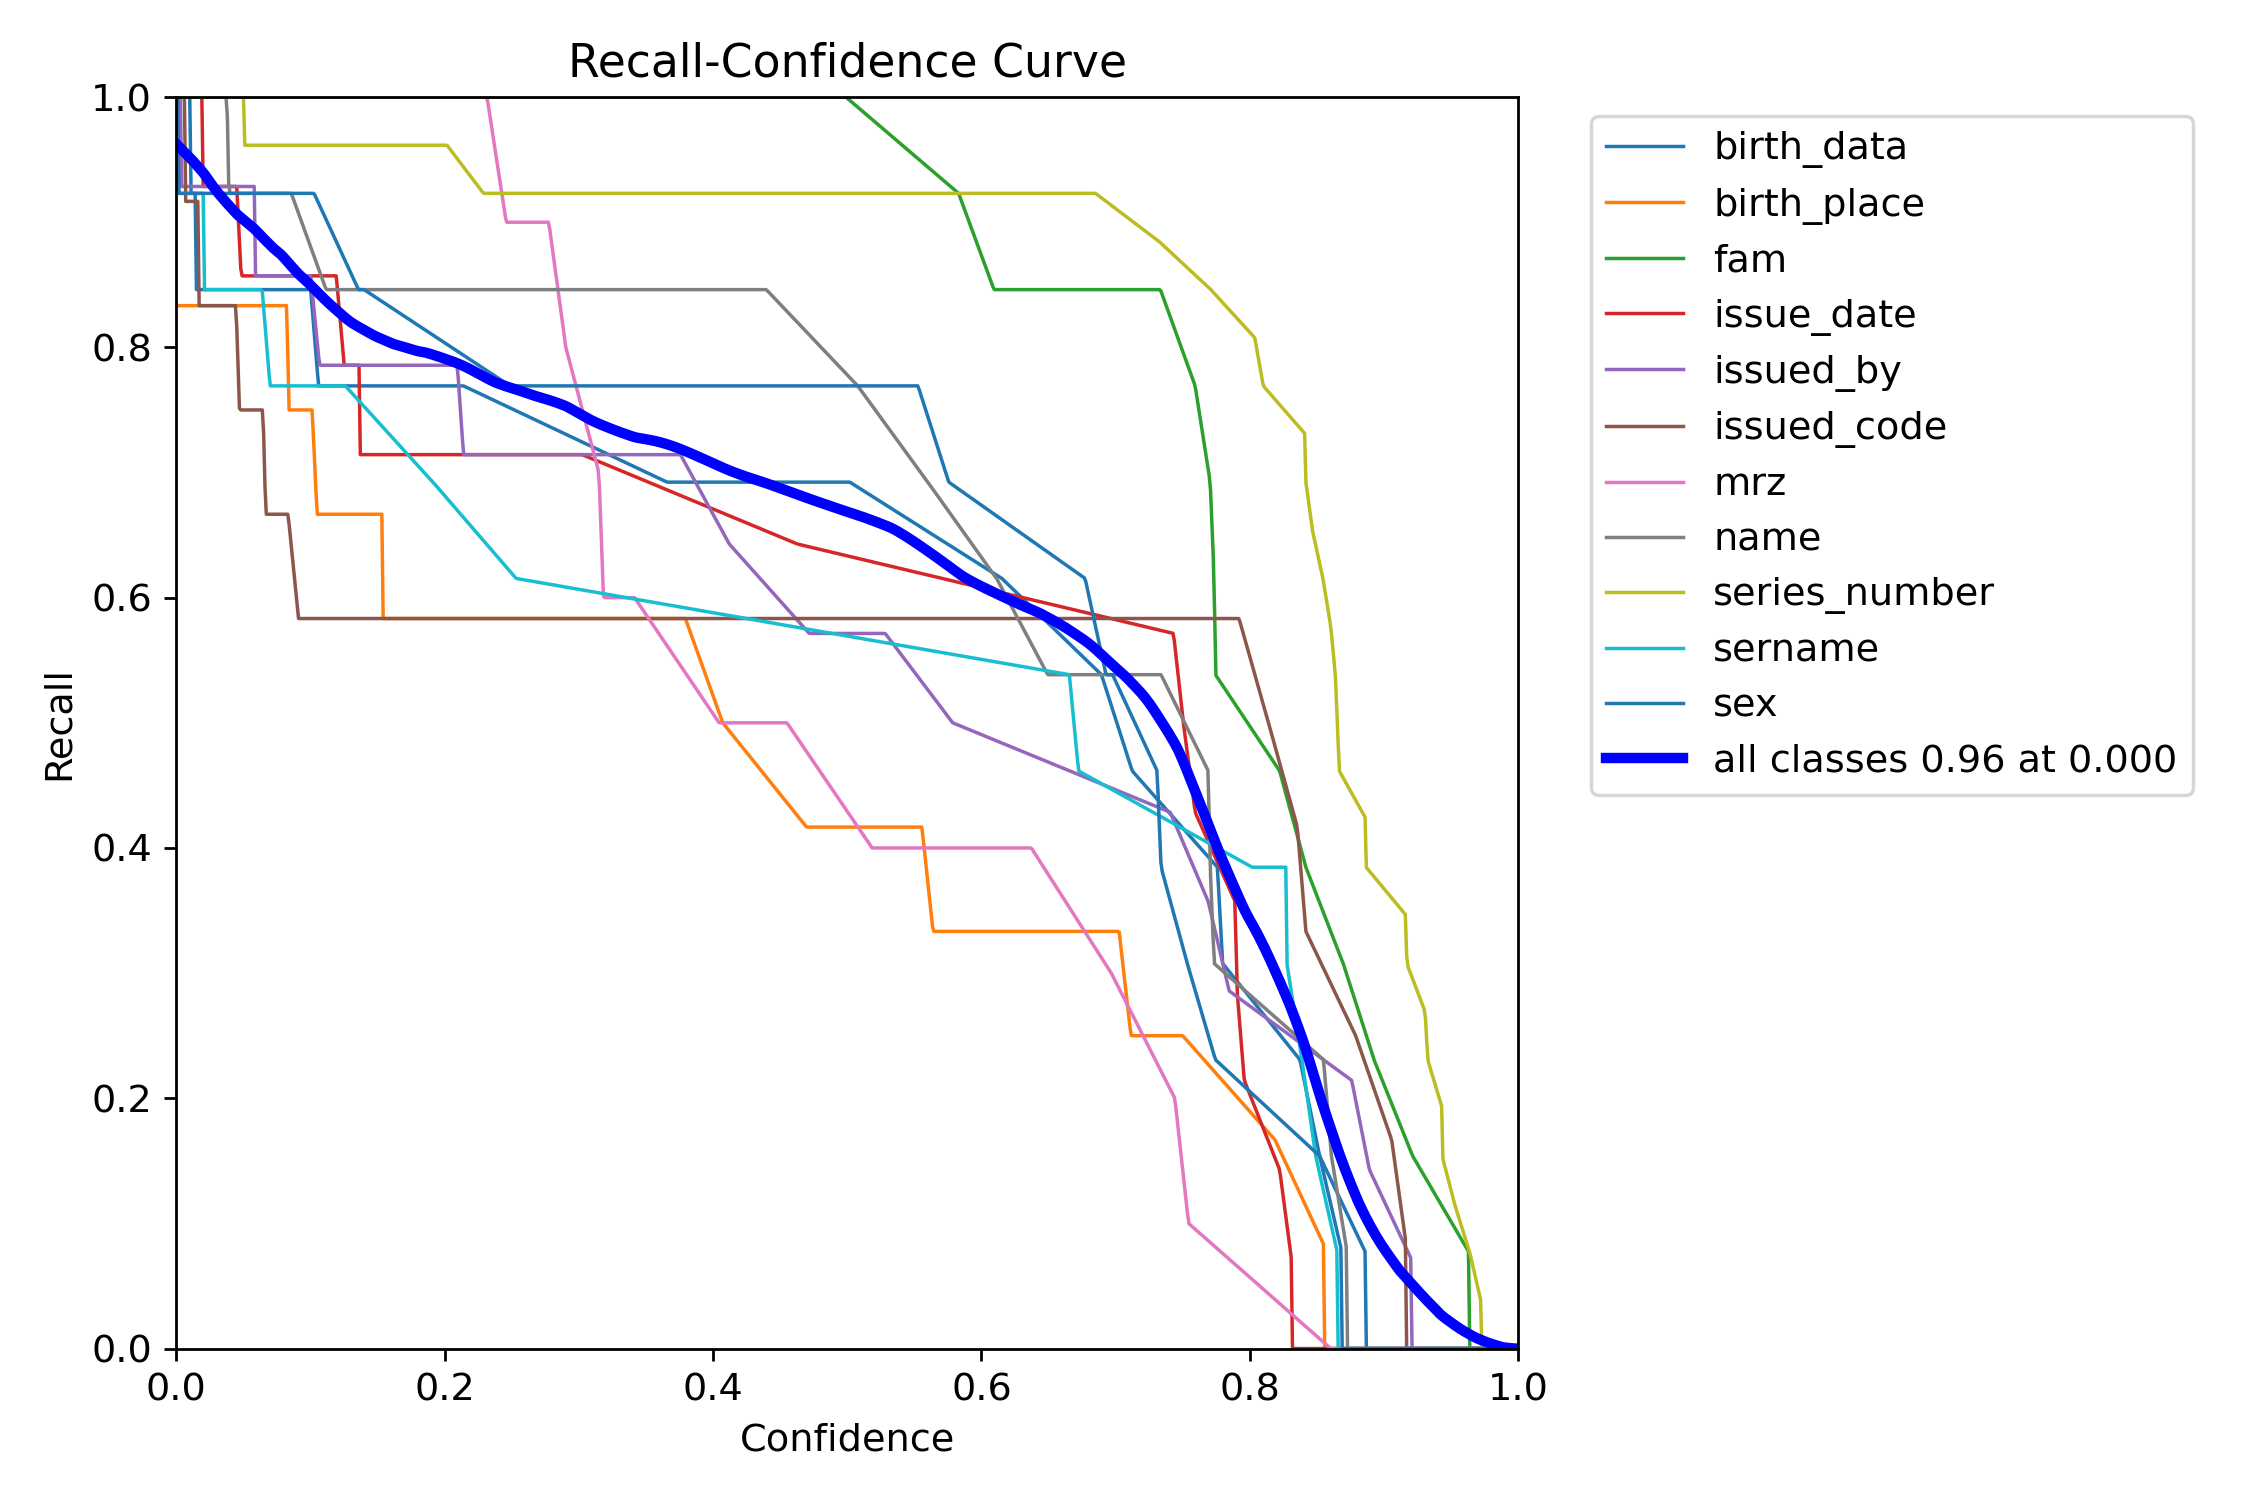 Recall-Confidence Curve
1.0
0.8
0.6
0.4
0.2
0.0
Recall
0.0 0.2 0.4 0.6 0.8 1.0
Confidence
birth_data
birth_place
fam
issue_date
issued_by
issued_code
mrz
name
series_number
sername
sex
all classes 0.96 at 0.000